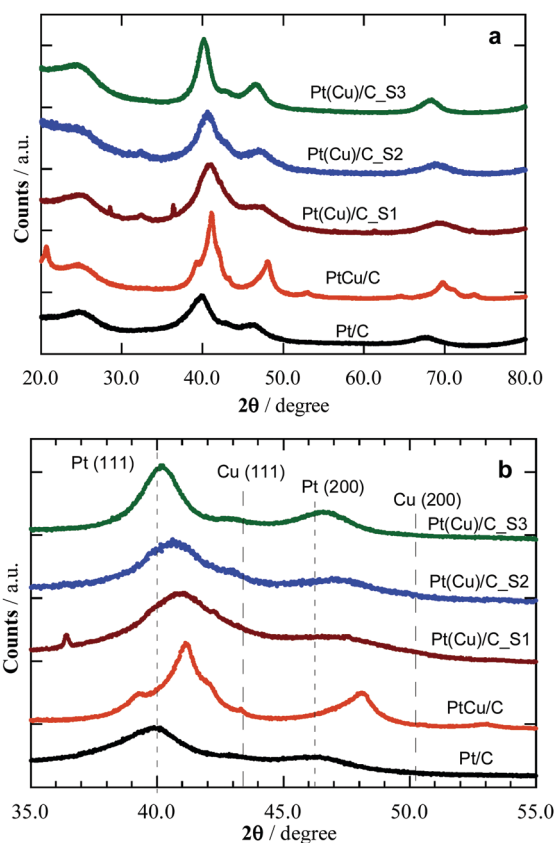 a
Pt(Cu)/C_S3
Pt(Cu)/C_S2
Pt(Cu)/C_S1
PtCu/C
Pt/C
Counts / a.u.
20.0 30.0 40.0 50.0 60.0 70.0 80.0
2θ / degree
b
Pt (111)
Cu (111)
Pt (200)
Cu (200)
Pt(Cu)/C_S3
Pt(Cu)/C_S2
Pt(Cu)/C_S1
PtCu/C
Pt/C
Counts / a.u.
35.0 40.0 45.0 50.0 55.0
2θ / degree